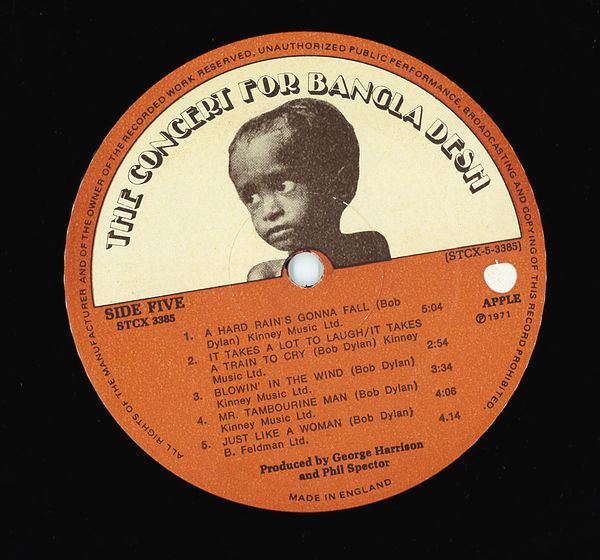 ALL RIGHTS OF THE MANUFACTURER AND OF THE OWNER OF THE RECORDED WORK RESERVED. UNAUTHORIZED PUBLIC PERFORMANCE, BROADCASTING AND COPYING OF THIS RECORD PROHIBITED.
THE CONCERT FOR BANGLA DESH
(STCX-5-3385)
SIDE FIVE
STCX 3385
APPLE
℗ 1971
1. A HARD RAIN'S GONNA FALL (Bob 5:04
Dylan) Kinney Music Ltd.
2. IT TAKES A LOT TO LAUGH/IT TAKES
A TRAIN TO CRY (Bob Dylan) Kinney 2:54
Music Ltd.
3. BLOWIN' IN THE WIND (Bob Dylan) 3:34
Kinney Music Ltd.
4. MR. TAMBOURINE MAN (Bob Dylan) 4:06
Kinney Music Ltd.
5. JUST LIKE A WOMAN (Bob Dylan) 4.14
B. Feldman Ltd.
Produced by George Harrison
and Phil Spector
MADE IN ENGLAND